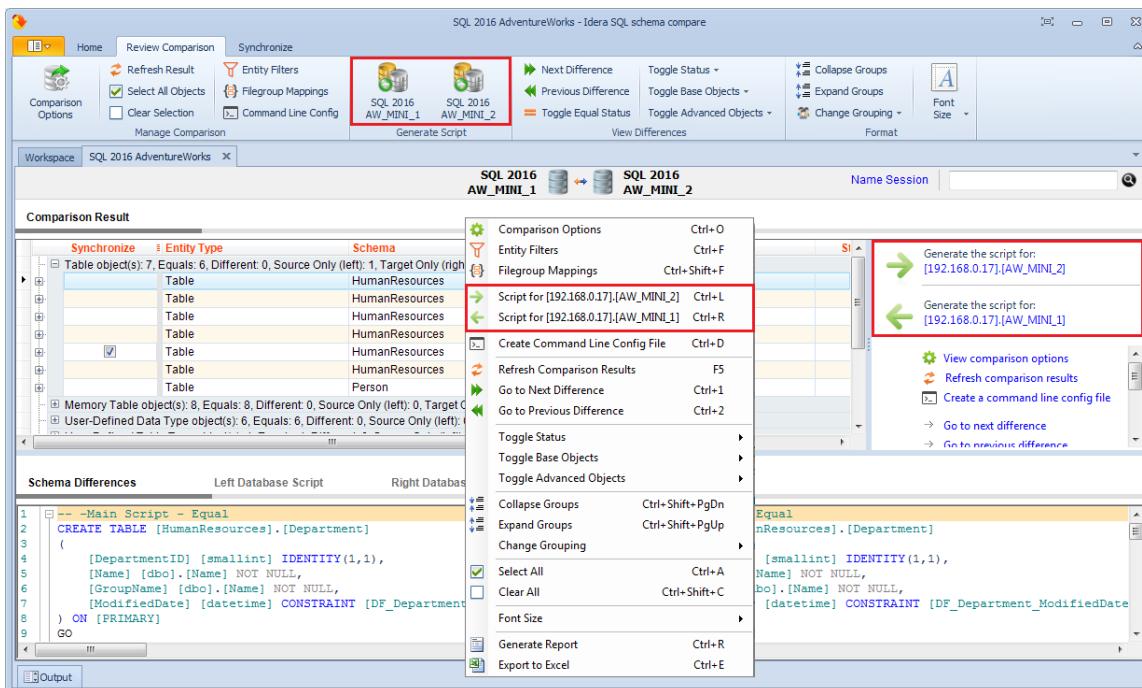 SQL 2016 AdventureWorks - Idera SQL schema compare
Home Review Comparison Synchronize
Comparison Options
Refresh Result
Select All Objects
Clear Selection
Entity Filters
Filegroup Mappings
Command Line Config
Manage Comparison
SQL 2016 AW_MINI_1
SQL 2016 AW_MINI_2
Generate Script
Next Difference
Previous Difference
Toggle Equal Status
Toggle Status
Toggle Base Objects
Toggle Advanced Objects
View Differences
Collapse Groups
Expand Groups
Change Grouping
Font Size
Format
Workspace SQL 2016 AdventureWorks
SQL 2016 AW_MINI_1
SQL 2016 AW_MINI_2
Name Session
Comparison Result
Synchronize Entity Type Schema
Table object(s): 7, Equals: 6, Different: 0, Source Only (left): 1, Target Only (righ
Table HumanResources
Table HumanResources
Table HumanResources
Table HumanResources
Table HumanResources
Table HumanResources
Table Person
Memory Table object(s): 8, Equals: 8, Different: 0, Source Only (left): 0, Target
User-Defined Data Type object(s): 6, Equals: 6, Different: 0, Source Only (left):
Comparison Options Ctrl+O
Entity Filters Ctrl+F
Filegroup Mappings Ctrl+Shift+F
Script for [192.168.0.17].[AW_MINI_2] Ctrl+L
Script for [192.168.0.17].[AW_MINI_1] Ctrl+R
Create Command Line Config File Ctrl+D
Refresh Comparison Results F5
Go to Next Difference Ctrl+1
Go to Previous Difference Ctrl+2
Toggle Status
Toggle Base Objects
Toggle Advanced Objects
Collapse Groups Ctrl+Shift+PgDn
Expand Groups Ctrl+Shift+PgUp
Change Grouping
Select All Ctrl+A
Clear All Ctrl+Shift+C
Font Size
Generate Report Ctrl+R
Export to Excel Ctrl+E
Generate the script for:
[192.168.0.17].[AW_MINI_2]
Generate the script for:
[192.168.0.17].[AW_MINI_1]
View comparison options
Refresh comparison results
Create a command line config file
Go to next difference
Go to previous difference
Schema Differences Left Database Script Right Databas
1 -- -Main Script - Equal
2 CREATE TABLE [HumanResources].[Department]
3 (
4 [DepartmentID] [smallint] IDENTITY(1,1),
5 [Name] [dbo].[Name] NOT NULL,
6 [GroupName] [dbo].[Name] NOT NULL,
7 [ModifiedDate] [datetime] CONSTRAINT [DF_Department
8 ) ON [PRIMARY]
9 GO
Equal
nResources].[Department]
[smallint] IDENTITY(1,1),
Name] NOT NULL,
bo].[Name] NOT NULL,
[datetime] CONSTRAINT [DF_Department_ModifiedDate
Output